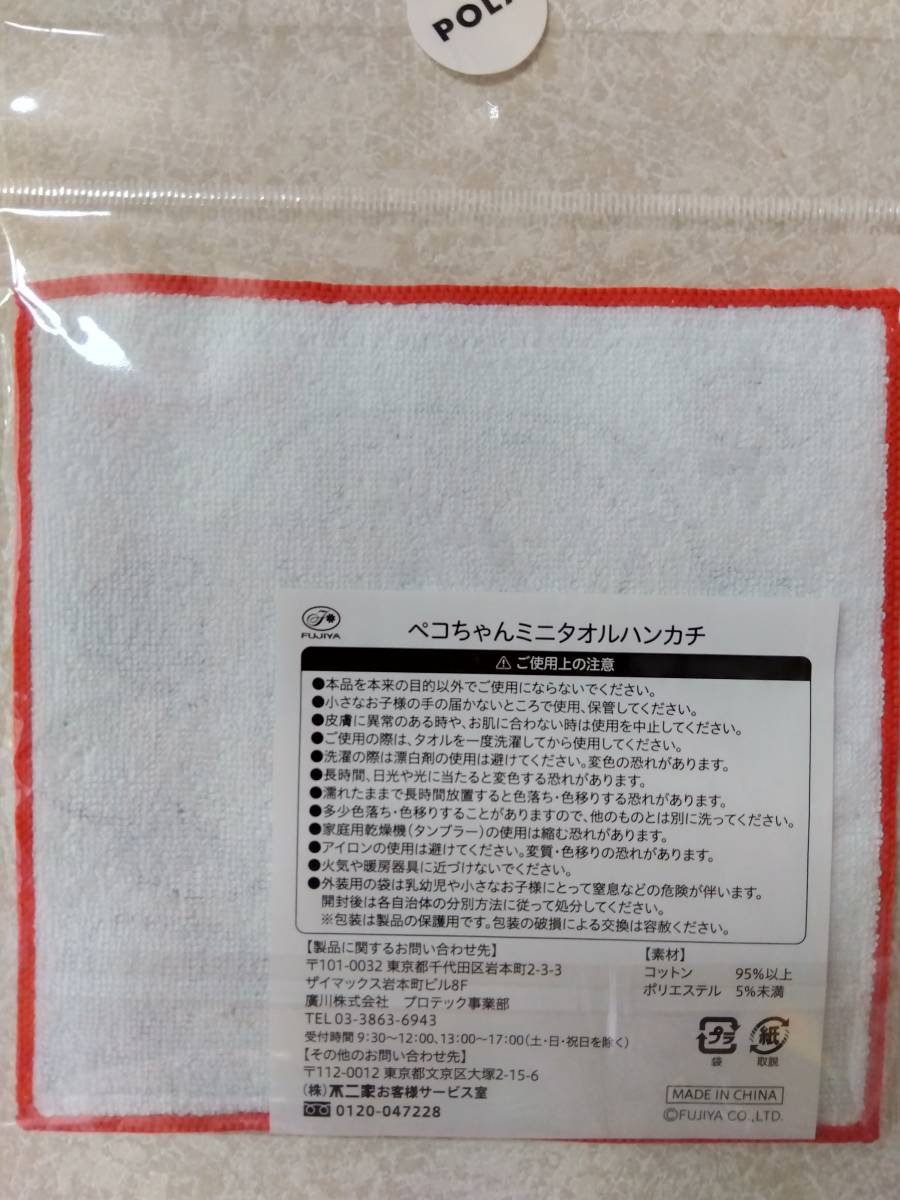 POLA
FUJIYA
ペコちゃんミニタオルハンカチ
⚠ ご使用上の注意
●本品を本来の目的以外でご使用にならないでください。
●小さなお子様の手の届かないところで使用、保管してください。
●皮膚に異常のある時や、お肌に合わない時は使用を中止してください。
●ご使用の際は、タオルを一度洗濯してから使用してください。
●洗濯の際は漂白剤の使用は避けてください。変色の恐れがあります。
●長時間、日光や光に当たると変色する恐れがあります。
●濡れたままで長時間放置すると色落ち・色移りする恐れがあります。
●多少色落ち・色移りすることがありますので、他のものとは別に洗ってください。
●家庭用乾燥機(タンブラー)の使用は縮む恐れがあります。
●アイロンの使用は避けてください。変質・色移りの恐れがあります。
●火気や暖房器具に近づけないでください。
●外装用の袋は乳幼児や小さなお子様にとって窒息などの危険が伴います。
開封後は各自治体の分別方法に従って処分してください。
※包装は製品の保護用です。包装の破損による交換は容赦ください。
【製品に関するお問い合わせ先】
〒101-0032 東京都千代田区岩本町2-3-3
ザイマックス岩本町ビル8F
廣川株式会社 プロテック事業部
TEL 03-3863-6943
受付時間 9:30〜12:00、13:00〜17:00(土・日・祝日を除く)
【その他のお問い合わせ先】
〒112-0012 東京都文京区大塚2-15-6
(株)不二家お客様サービス室
0120-047228
【素材】
コットン 95%以上
ポリエステル 5%未満
プラ 紙
袋 取説
MADE IN CHINA
©FUJIYA CO.,LTD.